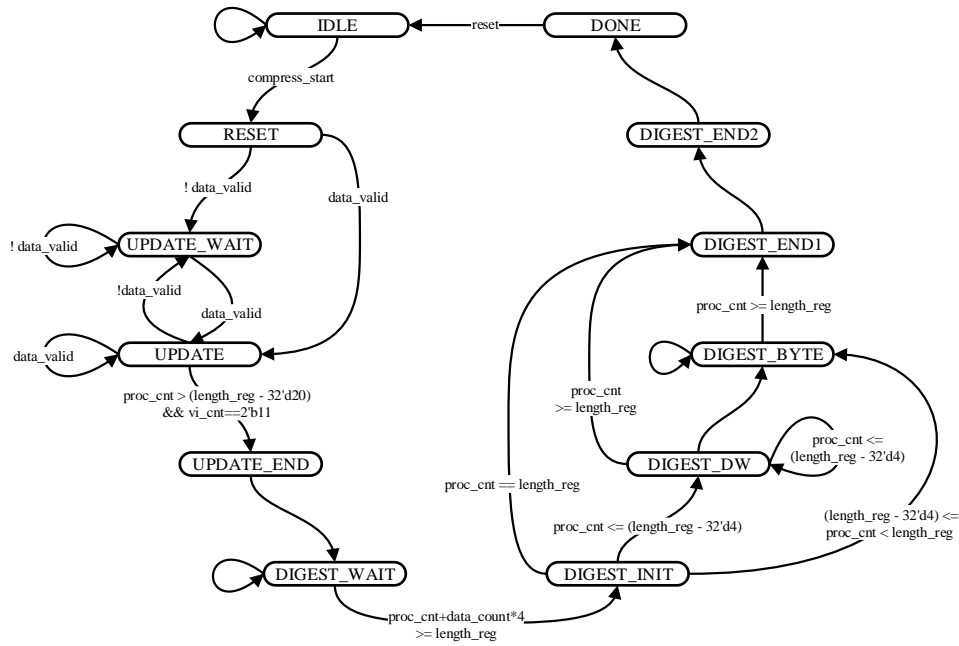 IDLE
reset
DONE
compress_start
RESET
DIGEST_END2
! data_valid
data_valid
! data_valid
UPDATE_WAIT
DIGEST_END1
!data_valid
data_valid
proc_cnt >= length_reg
data_valid
UPDATE
DIGEST_BYTE
proc_cnt > (length_reg - 32'd20)
&& vi_cnt==2'b11
proc_cnt
>= length_reg
proc_cnt <=
(length_reg - 32'd4)
UPDATE_END
DIGEST_DW
proc_cnt == length_reg
proc_cnt <= (length_reg - 32'd4)
(length_reg - 32'd4) <=
proc_cnt < length_reg
DIGEST_WAIT
DIGEST_INIT
proc_cnt+data_count*4
>= length_reg